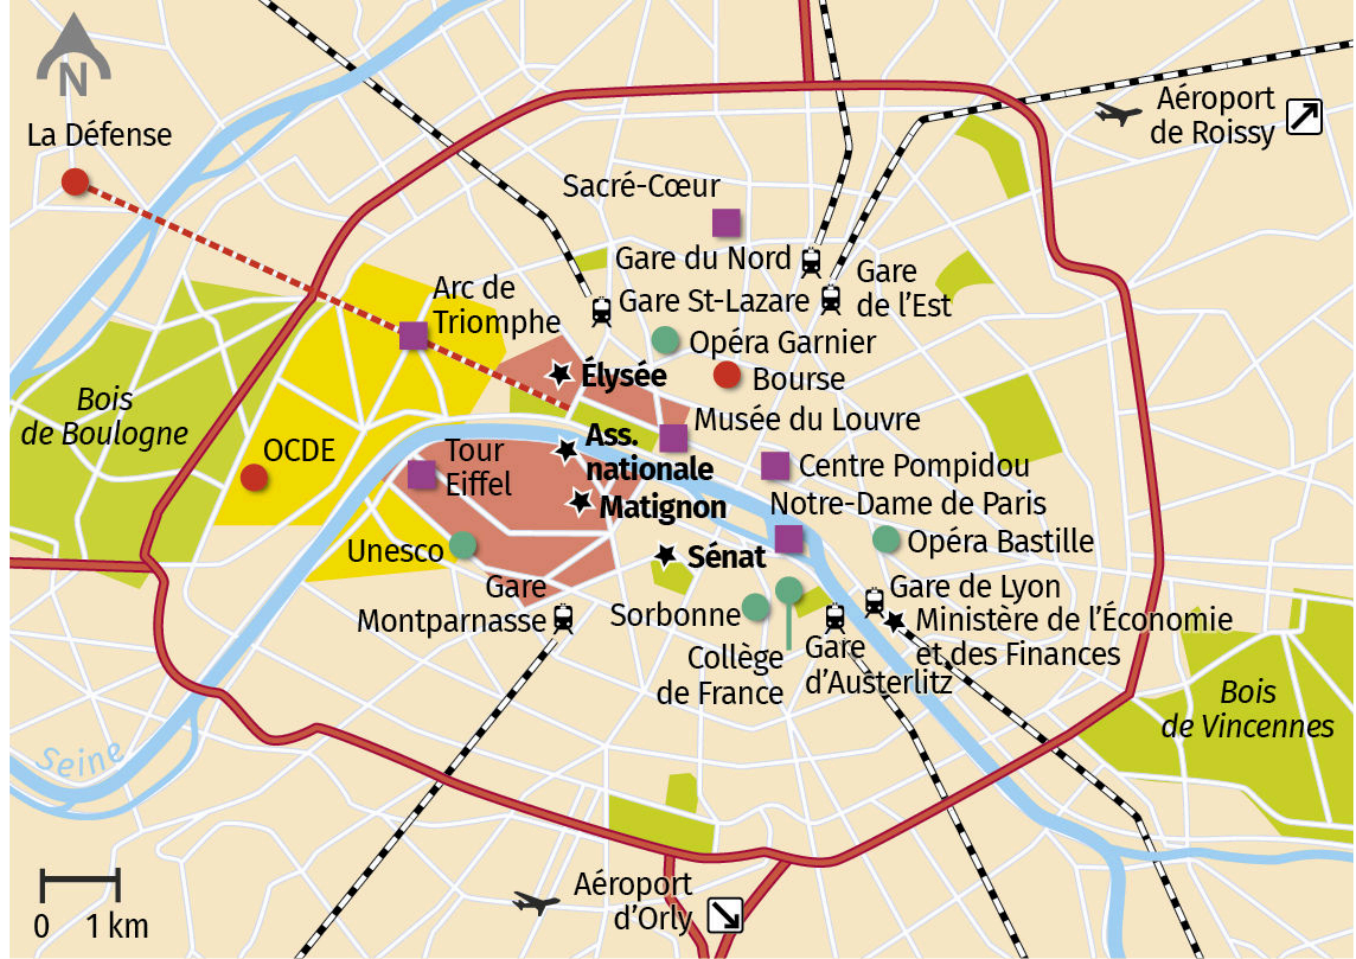 N
La Défense
Aéroport
de Roissy
Sacré-Cœur
Gare du Nord
Gare
de l'Est
Arc de
Triomphe
Gare St-Lazare
Opéra Garnier
Élysée
Bourse
Bois
de Boulogne
Musée du Louvre
OCDE
Tour
Eiffel
Ass.
nationale
Centre Pompidou
Matignon
Notre-Dame de Paris
Unesco
Sénat
Opéra Bastille
Gare
Montparnasse
Sorbonne
Gare de Lyon
Ministère de l'Économie
et des Finances
Collège
de France
Gare
d'Austerlitz
Bois
de Vincennes
Seine
Aéroport
d'Orly
0 1 km